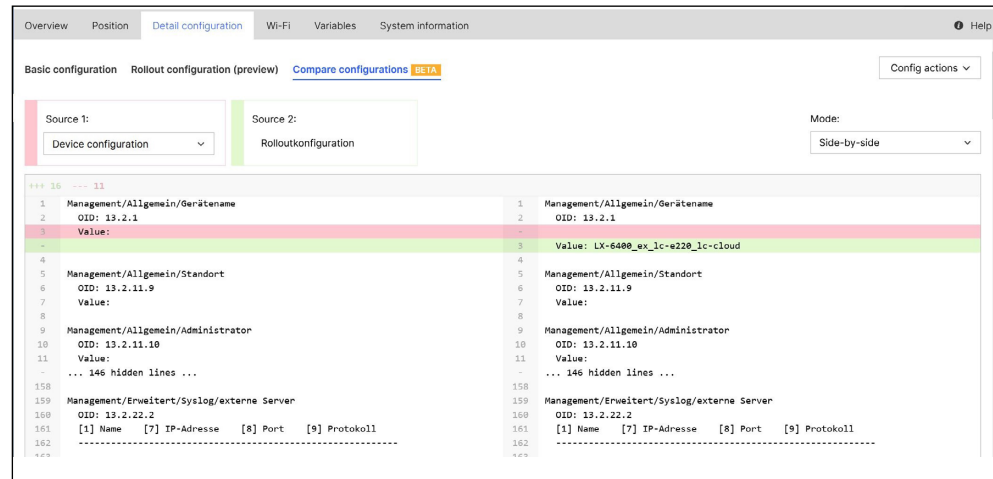 Overview Position Detail configuration Wi-Fi Variables System information Help
Basic configuration Rollout configuration (preview) Compare configurations BETA Config actions
Source 1: Source 2: Mode:
Device configuration Rolloutkonfiguration Side-by-side
+++ 16 --- 11
1 Management/Allgemein/Gerätename 1 Management/Allgemein/Gerätename
2 OID: 13.2.1 2 OID: 13.2.1
3 Value: -
- 3 Value: LX-6400_ex_lc-e220_lc-cloud
4 4
5 Management/Allgemein/Standort 5 Management/Allgemein/Standort
6 OID: 13.2.11.9 6 OID: 13.2.11.9
7 Value: 7 Value:
8 8
9 Management/Allgemein/Administrator 9 Management/Allgemein/Administrator
10 OID: 13.2.11.10 10 OID: 13.2.11.10
11 Value: 11 Value:
- ... 146 hidden lines ... - ... 146 hidden lines ...
158 158
159 Management/Erweitert/Syslog/externe Server 159 Management/Erweitert/Syslog/externe Server
160 OID: 13.2.22.2 160 OID: 13.2.22.2
161 [1] Name [7] IP-Adresse [8] Port [9] Protokoll 161 [1] Name [7] IP-Adresse [8] Port [9] Protokoll
162 ---------------------------------------------------------- 162 ----------------------------------------------------------